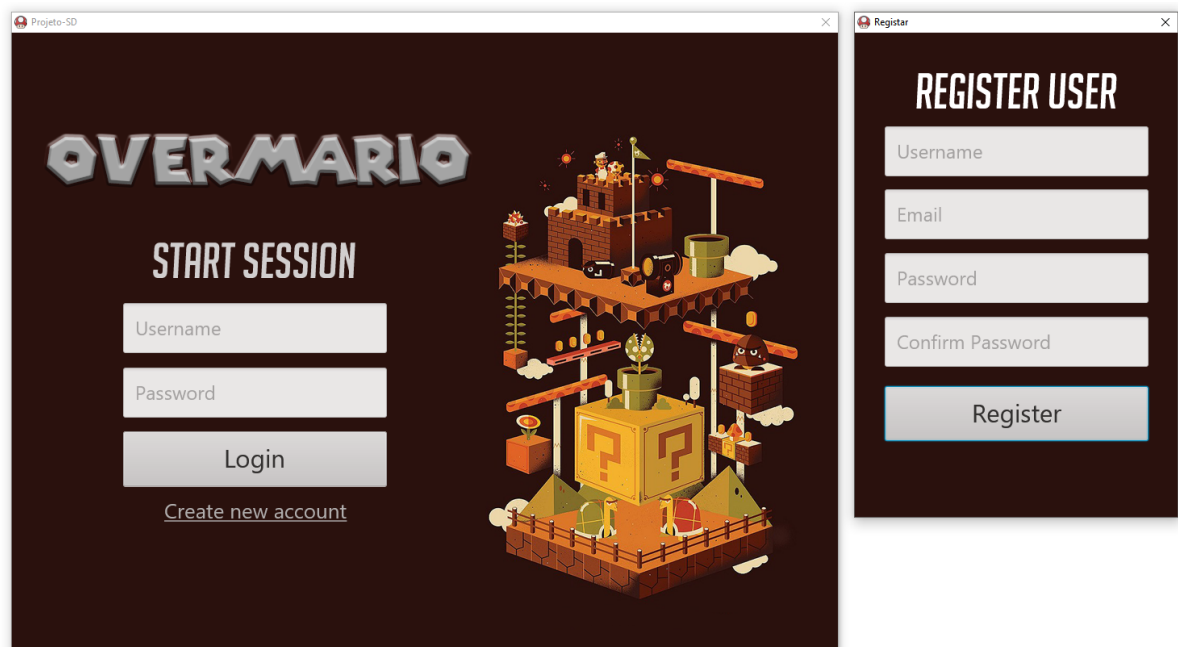 Projeto-SD
OVERMARIO
START SESSION
Username
Password
Login
Create new account
? ?
Registar
REGISTER USER
Username
Email
Password
Confirm Password
Register